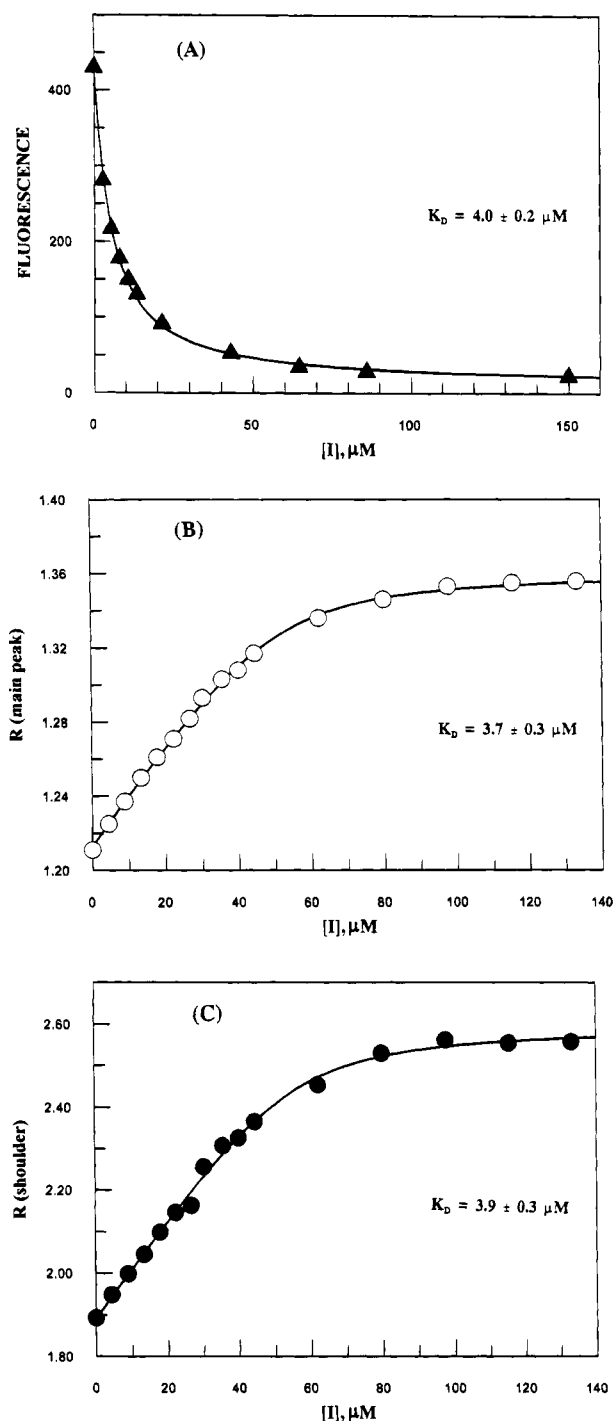 (A)
400
200
0
FLUORESCENCE
K_D = 4.0 ± 0.2 μM
0 50 100 150
[I], μM
(B)
1.40
1.36
1.32
1.28
1.24
1.20
R (main peak)
K_D = 3.7 ± 0.3 μM
0 20 40 60 80 100 120 140
[I], μM
(C)
2.60
2.40
2.20
2.00
1.80
R (shoulder)
K_D = 3.9 ± 0.3 μM
0 20 40 60 80 100 120 140
[I], μM